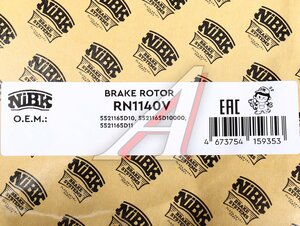 NiBK
BRAKE ROTOR
RN1140V
O.E.M.:
5521165D10, 5521165D10000,
5521165D11
EAC
4 673754 159353